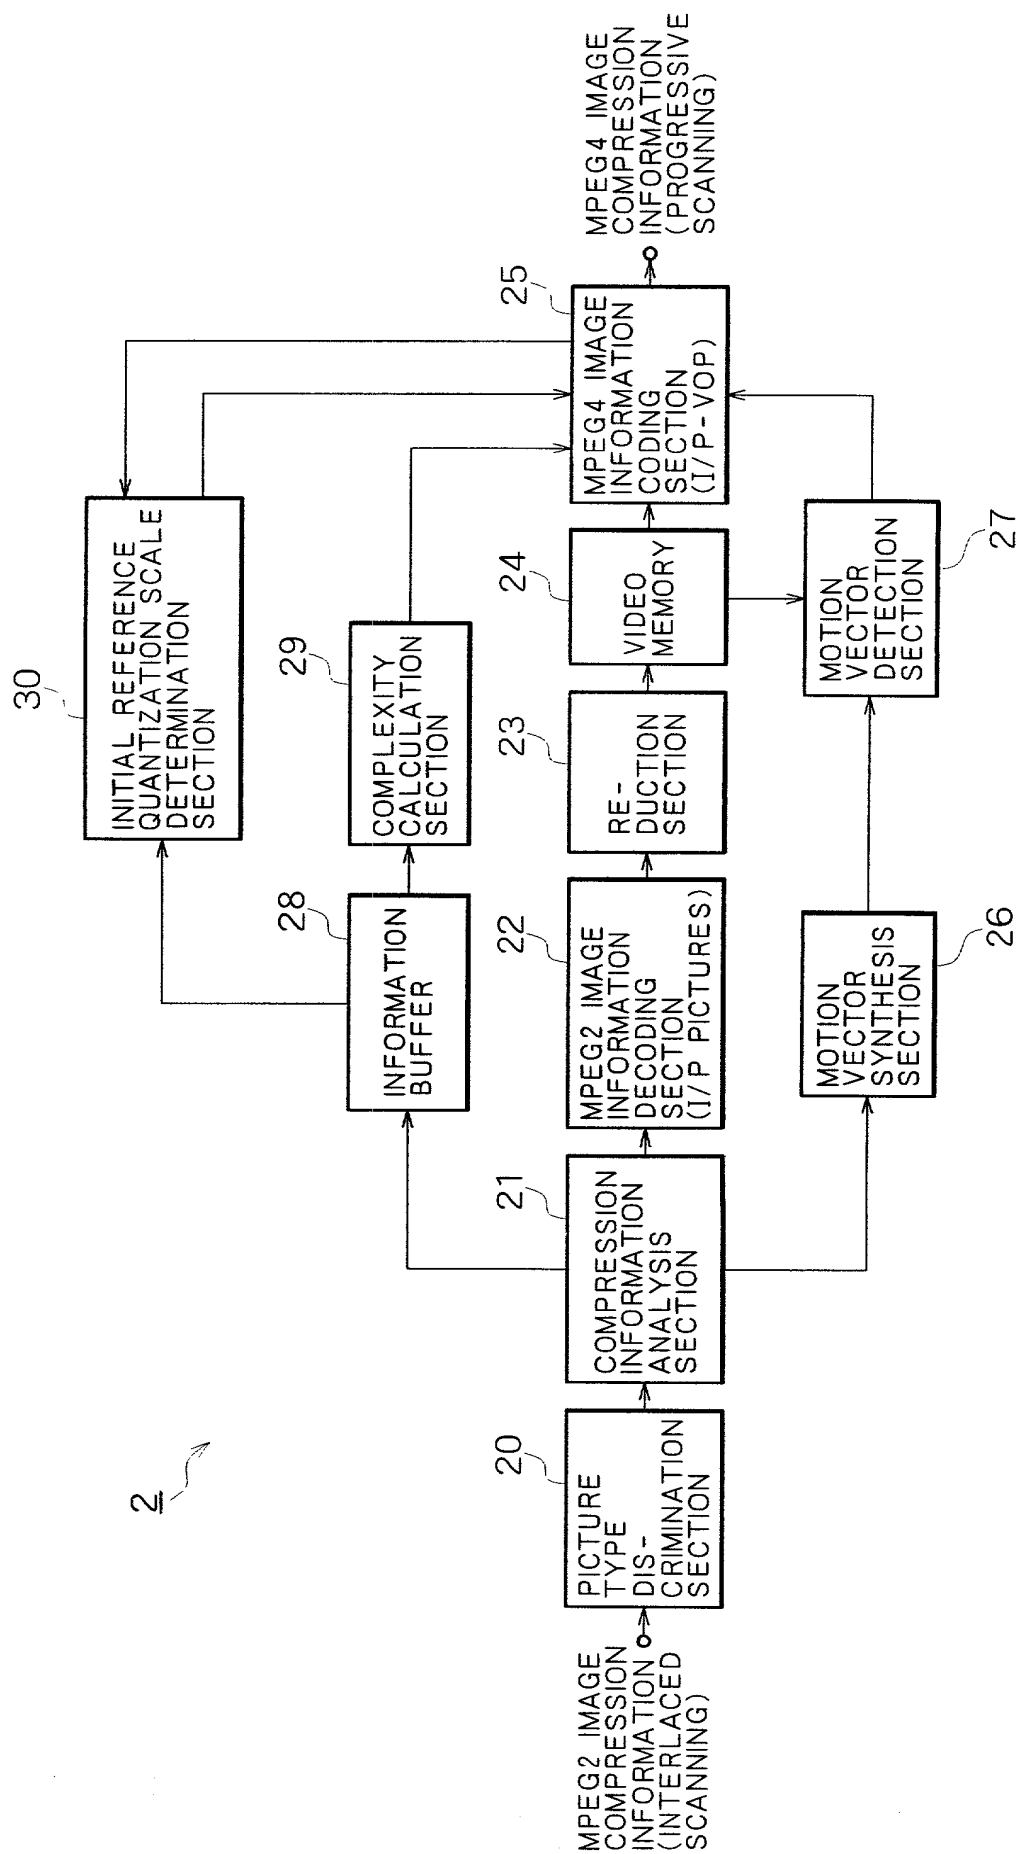 2
30
INITIAL REFERENCE
QUANTIZATION SCALE
DETERMINATION
SECTION
28
INFORMATION
BUFFER
29
COMPLEXITY
CALCULATION
SECTION
MPEG2 IMAGE
COMPRESSION
INFORMATION
(INTERLACED
SCANNING)
20
PICTURE
TYPE
DIS-
CRIMINATION
SECTION
21
COMPRESSION
INFORMATION
ANALYSIS
SECTION
22
MPEG2 IMAGE
INFORMATION
DECODING
SECTION
(I/P PICTURES)
23
RE-
DUCTION
SECTION
24
VIDEO
MEMORY
25
MPEG4 IMAGE
INFORMATION
CODING
SECTION
(I/P-VOP)
MPEG4 IMAGE
COMPRESSION
INFORMATION
(PROGRESSIVE
SCANNING)
MOTION
VECTOR
SYNTHESIS
SECTION
26
MOTION
VECTOR
DETECTION
SECTION
27